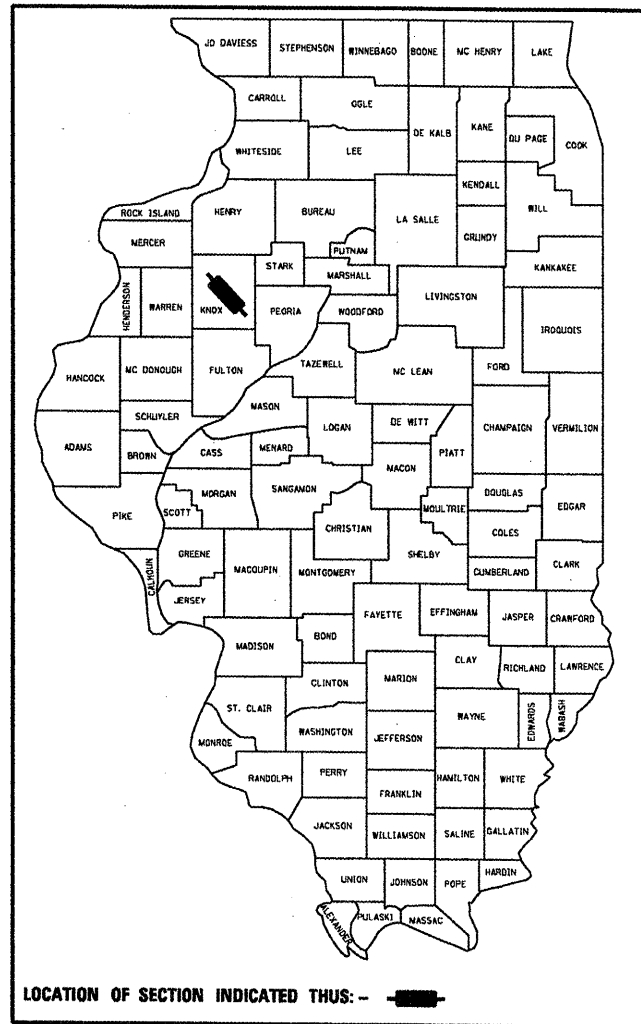 JO DAVIESS
STEPHENSON
WINNEBAGO
BOONE
MC HENRY
LAKE
CARROLL
OGLE
DE KALB
KANE
DU PAGE
COOK
WHITESIDE
LEE
KENDALL
WILL
ROCK ISLAND
HENRY
BUREAU
LA SALLE
GRUNDY
MERCER
PUTNAM
STARK
MARSHALL
KANKAKEE
HENDERSON
WARREN
KNOX
PEORIA
WOODFORD
LIVINGSTON
IROQUOIS
HANCOCK
MC DONOUGH
FULTON
TAZEWELL
MC LEAN
FORD
SCHUYLER
MASON
LOGAN
DE WITT
CHAMPAIGN
VERMILION
ADAMS
BROWN
CASS
MENARD
MACON
PIATT
PIKE
SCOTT
MORGAN
SANGAMON
CHRISTIAN
MOULTRIE
DOUGLAS
EDGAR
COLES
CALHOUN
GREENE
MACOUPIN
MONTGOMERY
SHELBY
CUMBERLAND
CLARK
JERSEY
FAYETTE
EFFINGHAM
JASPER
CRAWFORD
MADISON
BOND
CLAY
RICHLAND
LAWRENCE
CLINTON
MARION
ST. CLAIR
WAYNE
EDWARDS
WABASH
MONROE
WASHINGTON
JEFFERSON
RANDOLPH
PERRY
HAMILTON
WHITE
FRANKLIN
JACKSON
WILLIAMSON
SALINE
GALLATIN
UNION
JOHNSON
POPE
HARDIN
ALEXANDER
PULASKI
MASSAC
LOCATION OF SECTION INDICATED THUS: -